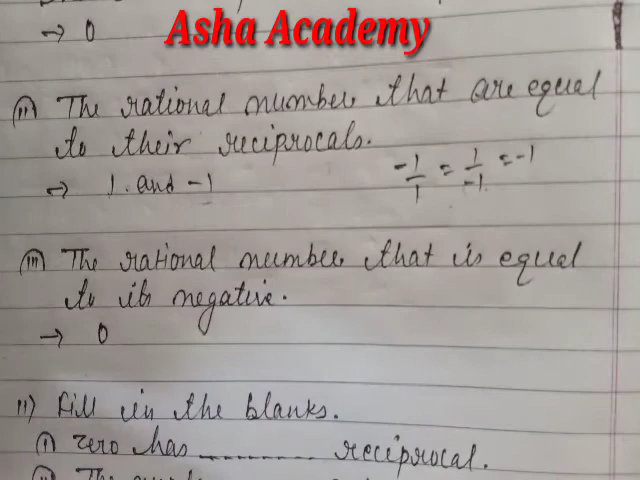 → 0
Asha Academy
(ii) The rational number that are equal
to their reciprocals.
→ 1 and -1
-1/1 = 1/-1 = -1
(iii) The rational number that is equal
to its negative.
→ 0
11) Fill in the blanks.
(i) Zero has ---------- reciprocal.
(ii) The